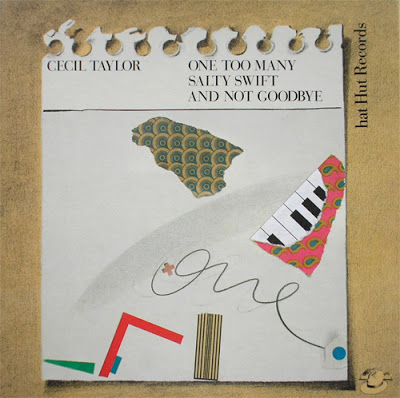 CECIL TAYLOR
ONE TOO MANY
SALTY SWIFT
AND NOT GOODBYE
hat Hut Records
one